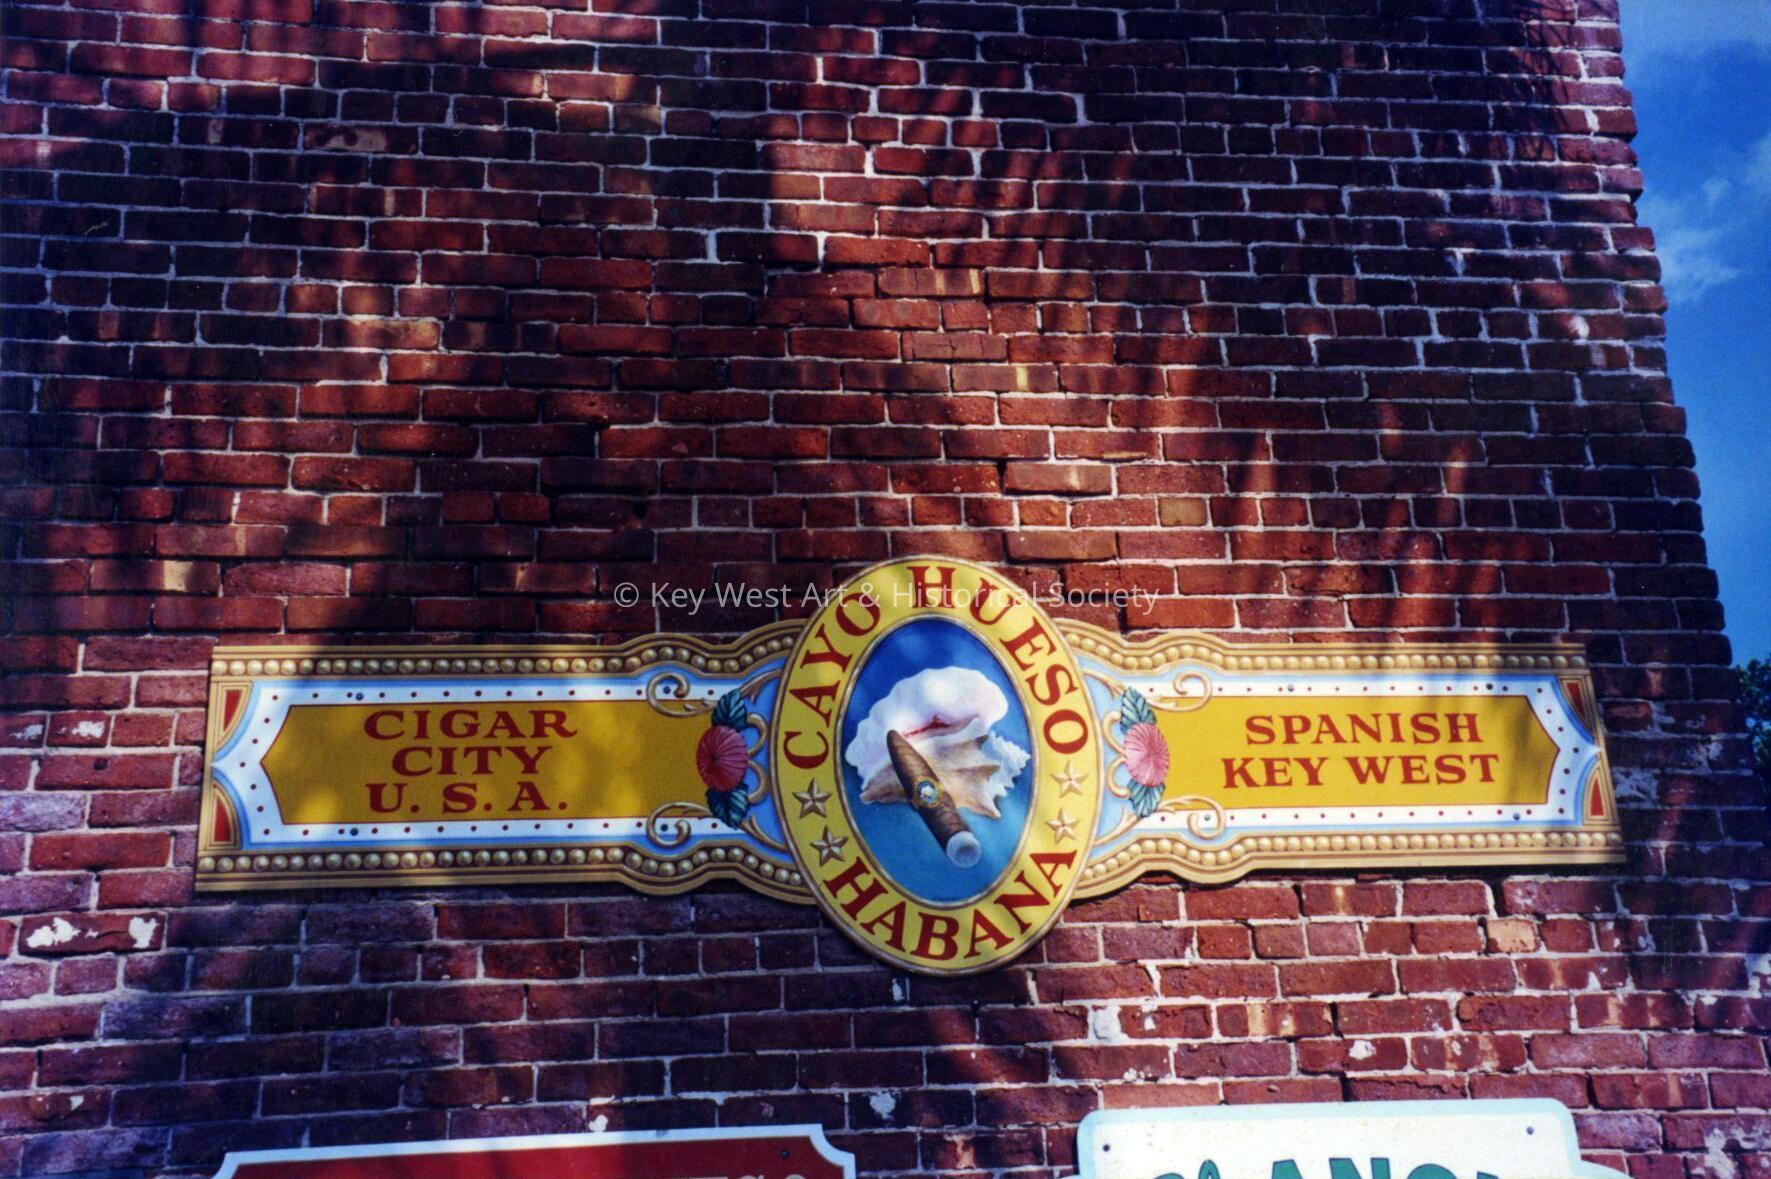 © Key West Art & Historical Society
CAYO HUESO
HABANA
CIGAR
CITY
U.S.A.
SPANISH
KEY WEST